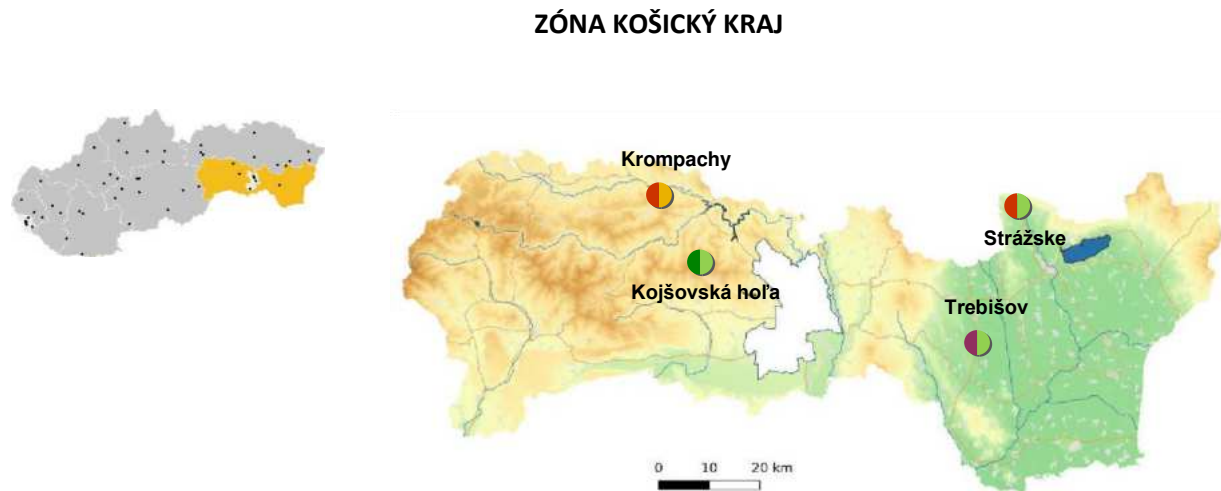 ZÓNA KOŠICKÝ KRAJ
Krompachy
Strážske
Kojšovská hoľa
Trebišov
0 10 20 km